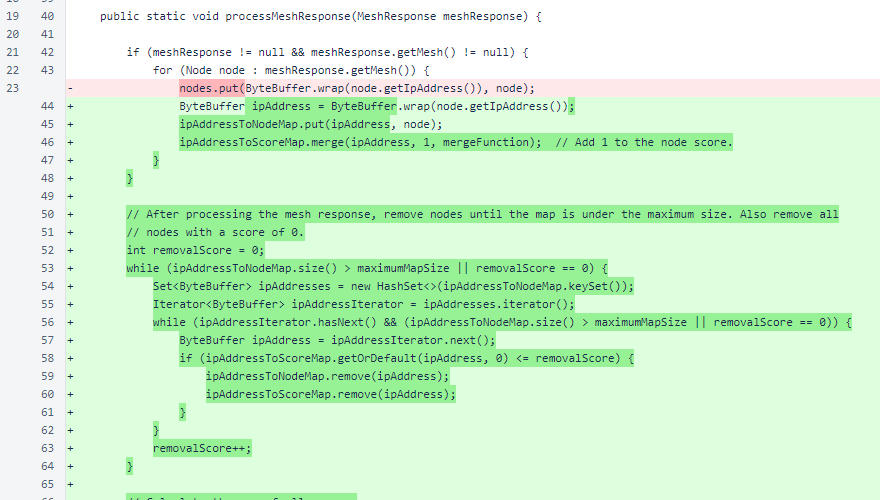 19 40 public static void processMeshResponse(MeshResponse meshResponse) {
20 41
21 42 if (meshResponse != null && meshResponse.getMesh() != null) {
22 43 for (Node node : meshResponse.getMesh()) {
23 - nodes.put(ByteBuffer.wrap(node.getIpAddress()), node);
44 + ByteBuffer ipAddress = ByteBuffer.wrap(node.getIpAddress());
45 + ipAddressToNodeMap.put(ipAddress, node);
46 + ipAddressToScoreMap.merge(ipAddress, 1, mergeFunction);  // Add 1 to the node score.
47 + }
48 + }
49 +
50 + // After processing the mesh response, remove nodes until the map is under the maximum size. Also remove all
51 + // nodes with a score of 0.
52 + int removalScore = 0;
53 + while (ipAddressToNodeMap.size() > maximumMapSize || removalScore == 0) {
54 + Set<ByteBuffer> ipAddresses = new HashSet<>(ipAddressToNodeMap.keySet());
55 + Iterator<ByteBuffer> ipAddressIterator = ipAddresses.iterator();
56 + while (ipAddressIterator.hasNext() && (ipAddressToNodeMap.size() > maximumMapSize || removalScore == 0)) {
57 + ByteBuffer ipAddress = ipAddressIterator.next();
58 + if (ipAddressToScoreMap.getOrDefault(ipAddress, 0) <= removalScore) {
59 + ipAddressToNodeMap.remove(ipAddress);
60 + ipAddressToScoreMap.remove(ipAddress);
61 + }
62 + }
63 + removalScore++;
64 + }
65 +